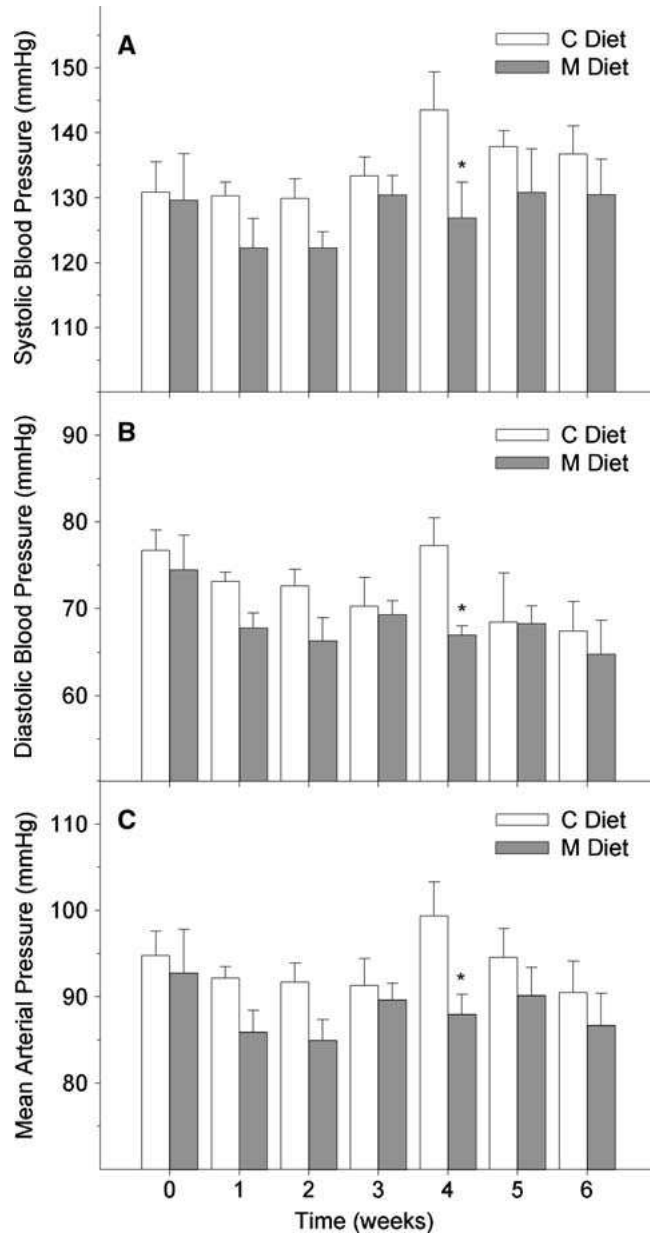 A
C Diet
M Diet
Systolic Blood Pressure (mmHg)
150
140
130
120
110
*
B
C Diet
M Diet
Diastolic Blood Pressure (mmHg)
90
80
70
60
*
C
C Diet
M Diet
Mean Arterial Pressure (mmHg)
110
100
90
80
*
0 1 2 3 4 5 6
Time (weeks)